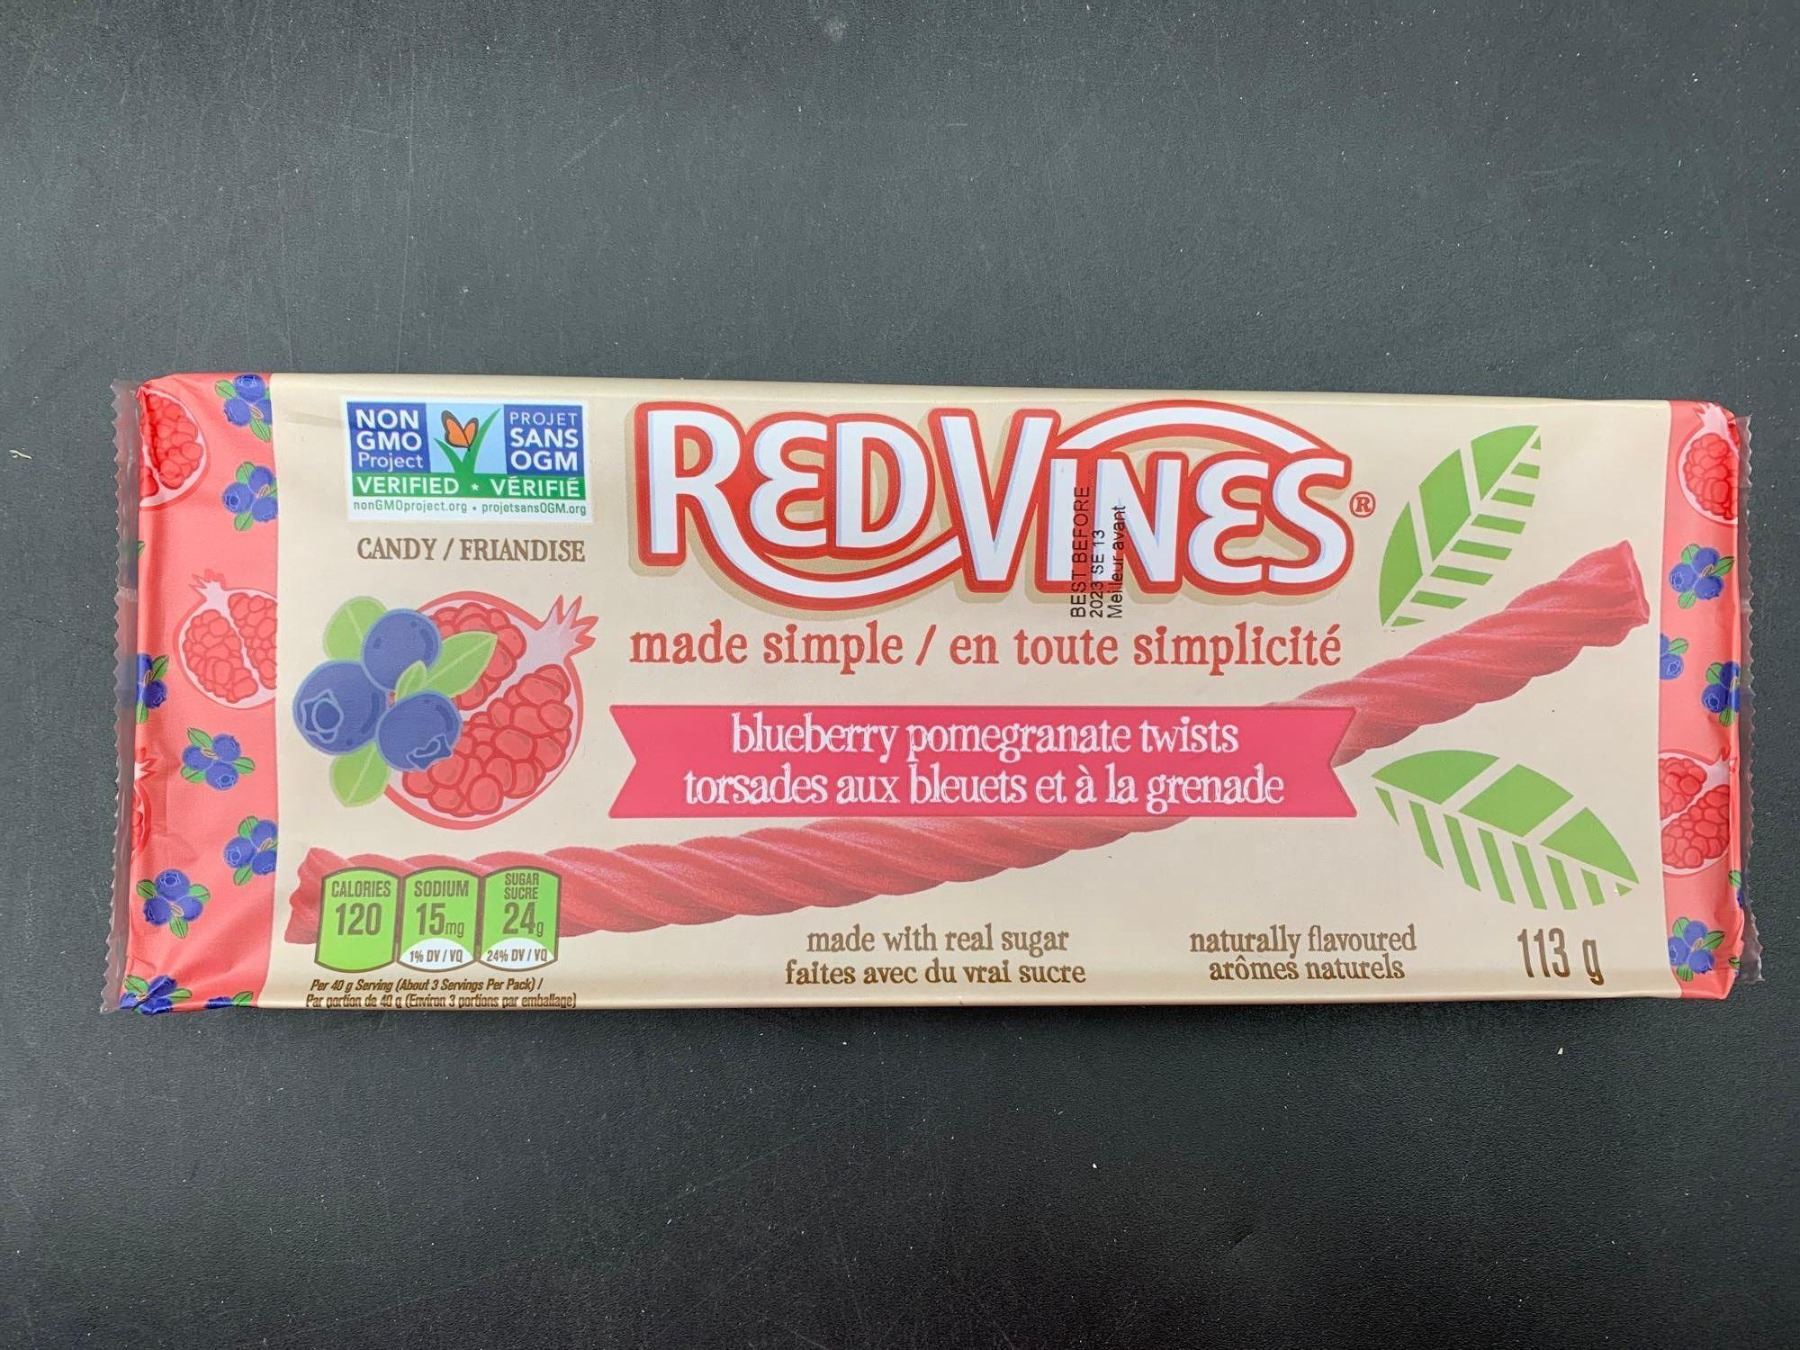 NON
GMO
Project
VERIFIED
PROJET
SANS
OGM
VÉRIFIÉ
nonGMOproject.org • projetsansOGM.org
CANDY / FRIANDISE
REDVINES®
BEST BEFORE
2023 SE 13
Meilleur avant
made simple / en toute simplicité
blueberry pomegranate twists
torsades aux bleuets et à la grenade
CALORIES
120
SODIUM
15mg
1% DV / VQ
SUGAR
SUCRE
24g
24% DV / VQ
Per 40 g Serving (About 3 Servings Per Pack) /
Par portion de 40 g (Environ 3 portions par emballage)
made with real sugar
faites avec du vrai sucre
naturally flavoured
arômes naturels
113 g